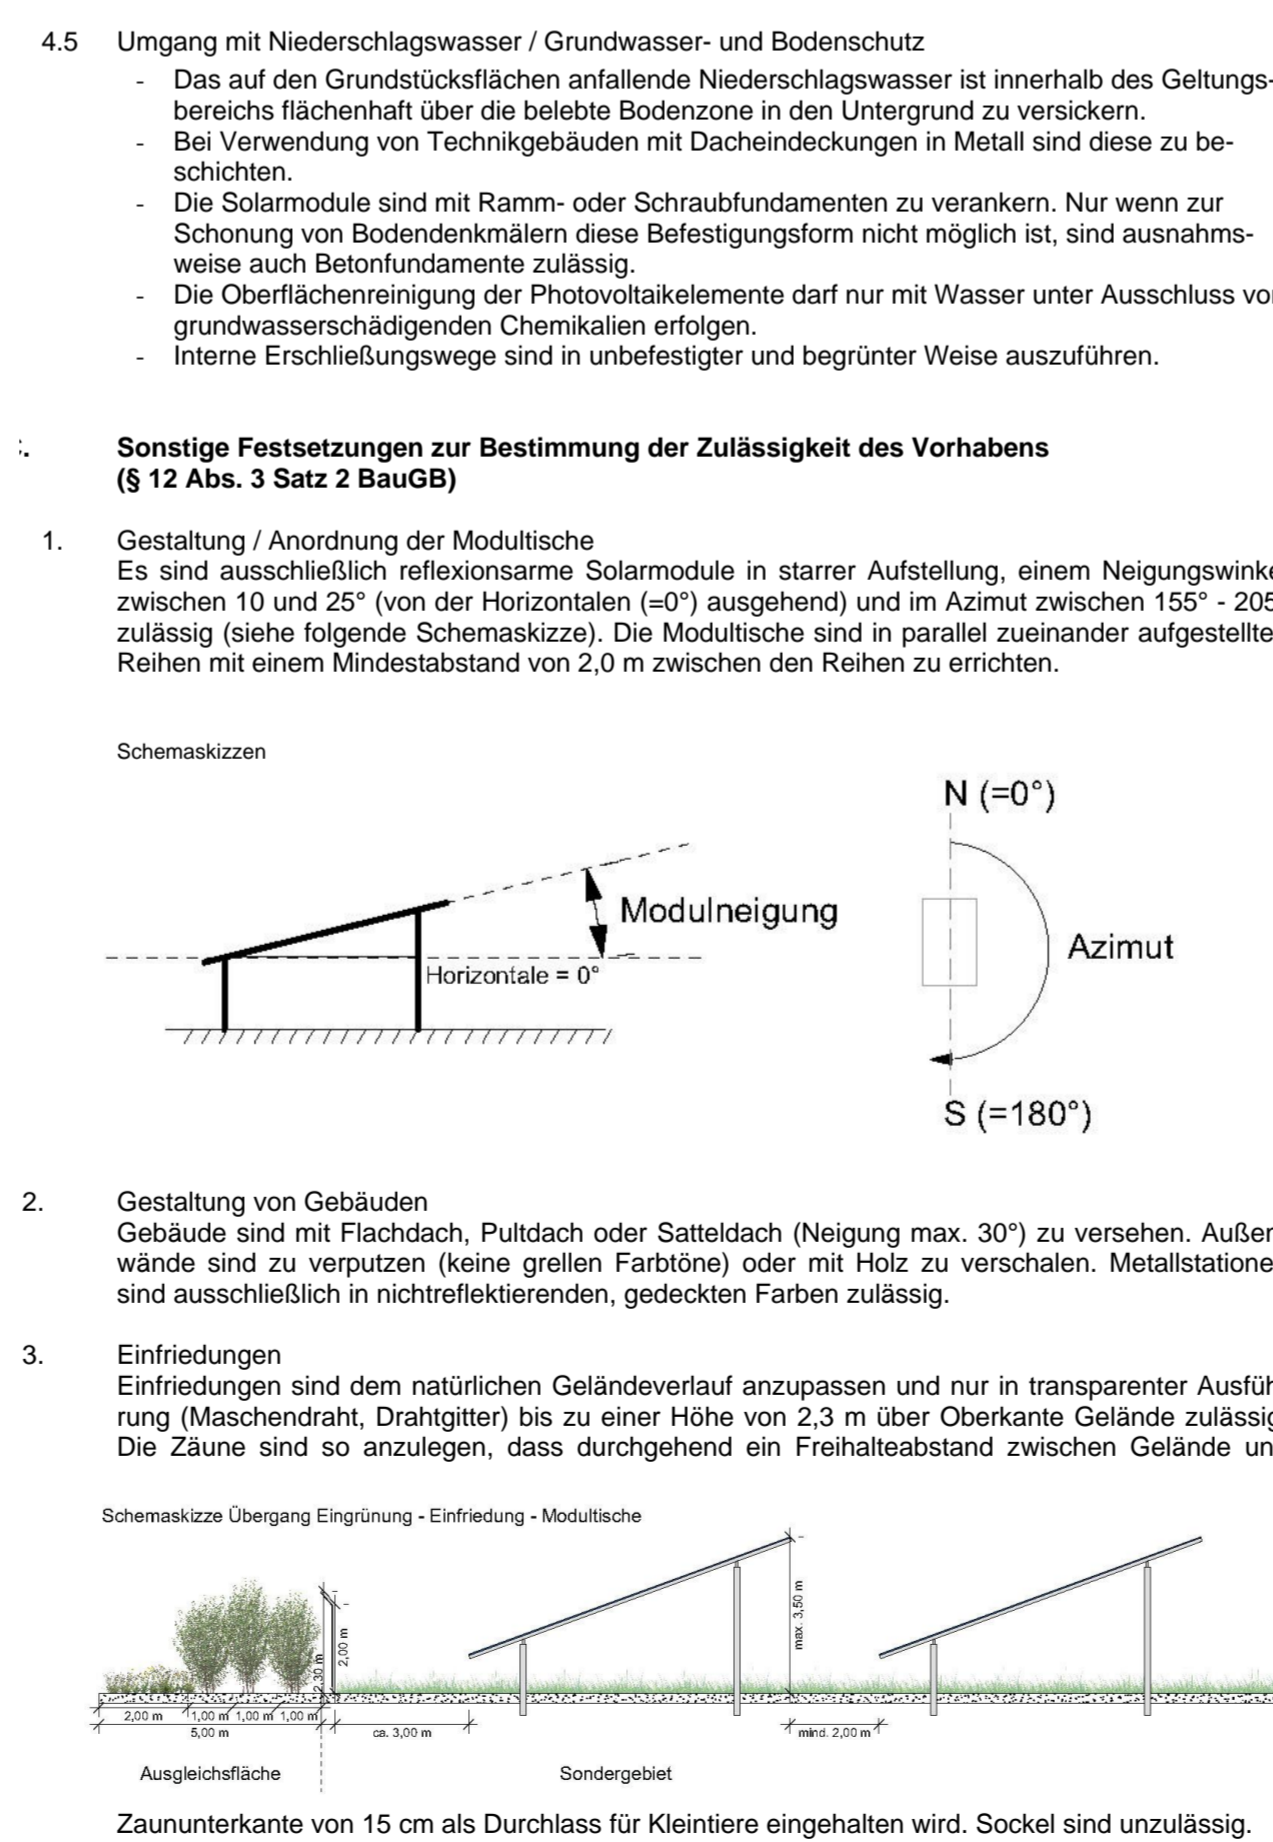 4.5 Umgang mit Niederschlagswasser / Grundwasser- und Bodenschutz
- Das auf den Grundstücksflächen anfallende Niederschlagswasser ist innerhalb des Geltungs-
bereichs flächenhaft über die belebte Bodenzone in den Untergrund zu versickern.
- Bei Verwendung von Technikgebäuden mit Dacheindeckungen in Metall sind diese zu be-
schichten.
- Die Solarmodule sind mit Ramm- oder Schraubfundamenten zu verankern. Nur wenn zur
Schonung von Bodendenkmälern diese Befestigungsform nicht möglich ist, sind ausnahms-
weise auch Betonfundamente zulässig.
- Die Oberflächenreinigung der Photovoltaikelemente darf nur mit Wasser unter Ausschluss vo
grundwasserschädigenden Chemikalien erfolgen.
- Interne Erschließungswege sind in unbefestigter und begrünter Weise auszuführen.
Sonstige Festsetzungen zur Bestimmung der Zulässigkeit des Vorhabens
(§ 12 Abs. 3 Satz 2 BauGB)
1. Gestaltung / Anordnung der Modultische
Es sind ausschließlich reflexionsarme Solarmodule in starrer Aufstellung, einem Neigungswinke
zwischen 10 und 25° (von der Horizontalen (=0°) ausgehend) und im Azimut zwischen 155° - 205
zulässig (siehe folgende Schemaskizze). Die Modultische sind in parallel zueinander aufgestellte
Reihen mit einem Mindestabstand von 2,0 m zwischen den Reihen zu errichten.
Schemaskizzen
N (=0°)
Modulneigung
Horizontale = 0°
Azimut
S (=180°)
2. Gestaltung von Gebäuden
Gebäude sind mit Flachdach, Pultdach oder Satteldach (Neigung max. 30°) zu versehen. Außen
wände sind zu verputzen (keine grellen Farbtöne) oder mit Holz zu verschalen. Metallstatione
sind ausschließlich in nichtreflektierenden, gedeckten Farben zulässig.
3. Einfriedungen
Einfriedungen sind dem natürlichen Geländeverlauf anzupassen und nur in transparenter Ausfüh
rung (Maschendraht, Drahtgitter) bis zu einer Höhe von 2,3 m über Oberkante Gelände zulässig
Die Zäune sind so anzulegen, dass durchgehend ein Freihalteabstand zwischen Gelände un
Schemaskizze Übergang Eingrünung - Einfriedung - Modultische
2,30 m
2,00 m
max. 3,50 m
2,00 m 1,00 m 1,00 m 1,00 m
5,00 m
ca. 3,00 m
mind. 2,00 m
Ausgleichsfläche
Sondergebiet
Zaununterkante von 15 cm als Durchlass für Kleintiere eingehalten wird. Sockel sind unzulässig.